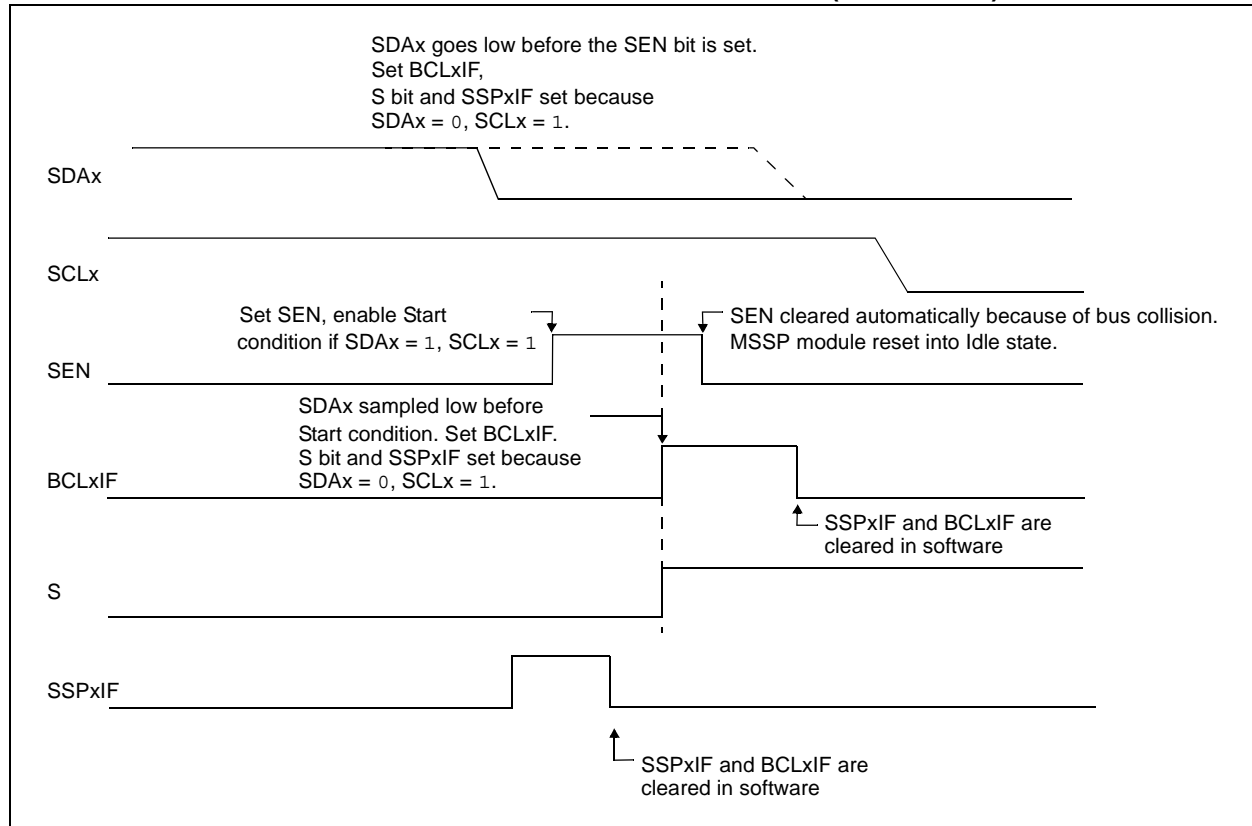 SDAx goes low before the SEN bit is set.
Set BCLxIF,
S bit and SSPxIF set because
SDAx = 0, SCLx = 1.
SDAx
SCLx
Set SEN, enable Start
condition if SDAx = 1, SCLx = 1
SEN cleared automatically because of bus collision.
MSSP module reset into Idle state.
SEN
SDAx sampled low before
Start condition. Set BCLxIF.
S bit and SSPxIF set because
SDAx = 0, SCLx = 1.
BCLxIF
SSPxIF and BCLxIF are
cleared in software
S
SSPxIF
SSPxIF and BCLxIF are
cleared in software